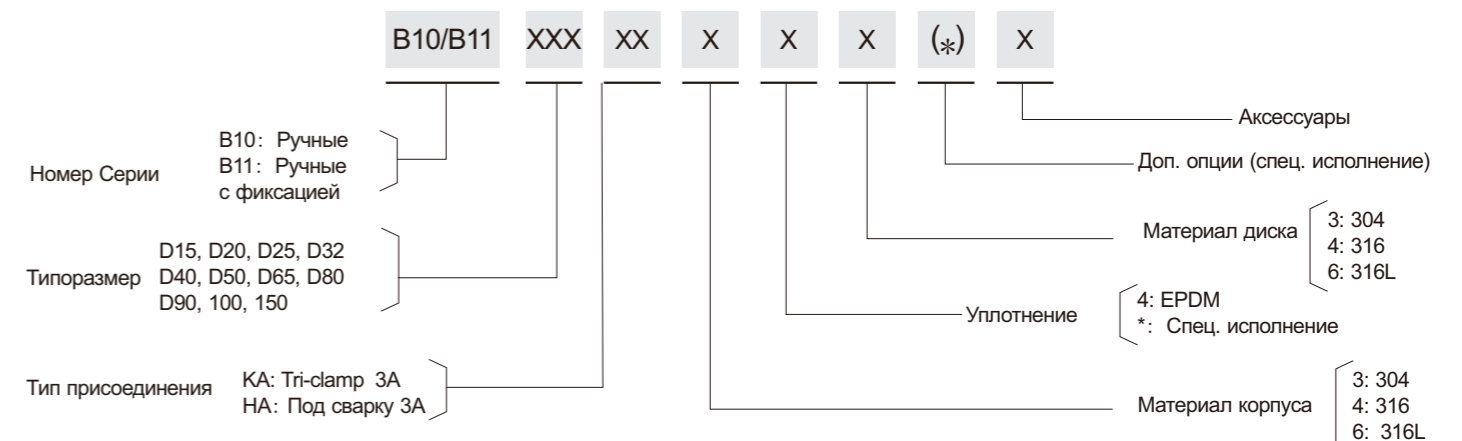 B10/B11 XXX XX X X X (*) X
Аксессуары
Доп. опции (спец. исполнение)
Номер Серии
B10: Ручные
B11: Ручные
с фиксацией
Материал диска
3: 304
4: 316
6: 316L
Типоразмер
D15, D20, D25, D32
D40, D50, D65, D80
D90, 100, 150
Уплотнение
4: EPDM
*: Спец. исполнение
Тип присоединения
KA: Tri-clamp 3A
HA: Под сварку 3A
Материал корпуса
3: 304
4: 316
6: 316L